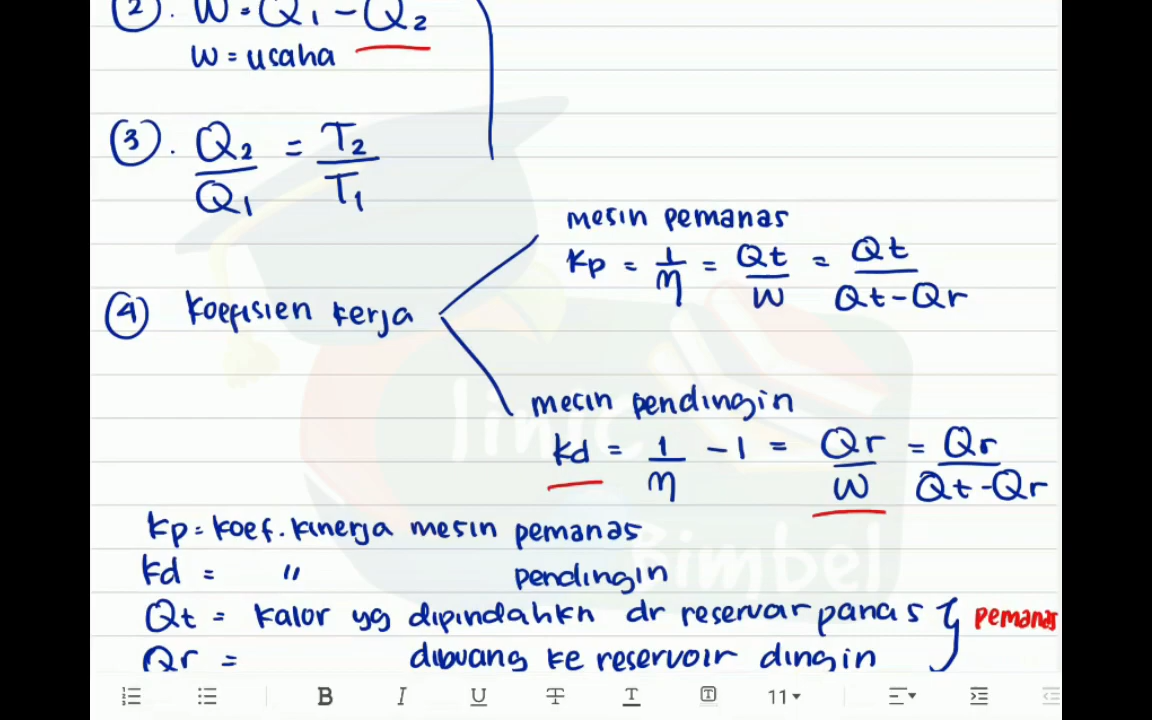 (2). W = Q1 - Q2
W = usaha
(3). Q2/Q1 = T2/T1
mesin pemanas
Kp = 1/η = Qt/W = Qt/Qt-Qr
(4) Koefisien kerja
mesin pendingin
Kd = 1/η - 1 = Qr/W = Qr/Qt-Qr
Kp = koef. kinerja mesin pemanas
Kd = " pendingin
Qt = kalor yg dipindahkn dr reservar panas } pemanas
Qr = dibuang ke reservoir dingin
linic
Bimbel
B I U T T T 11